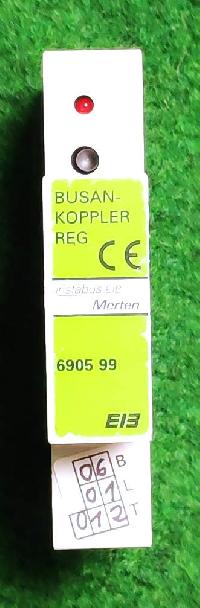 BUSAN-
KOPPLER
REG
CE
instabus EIB
Merten
6905 99
EIB
06 B
01 L
012 T